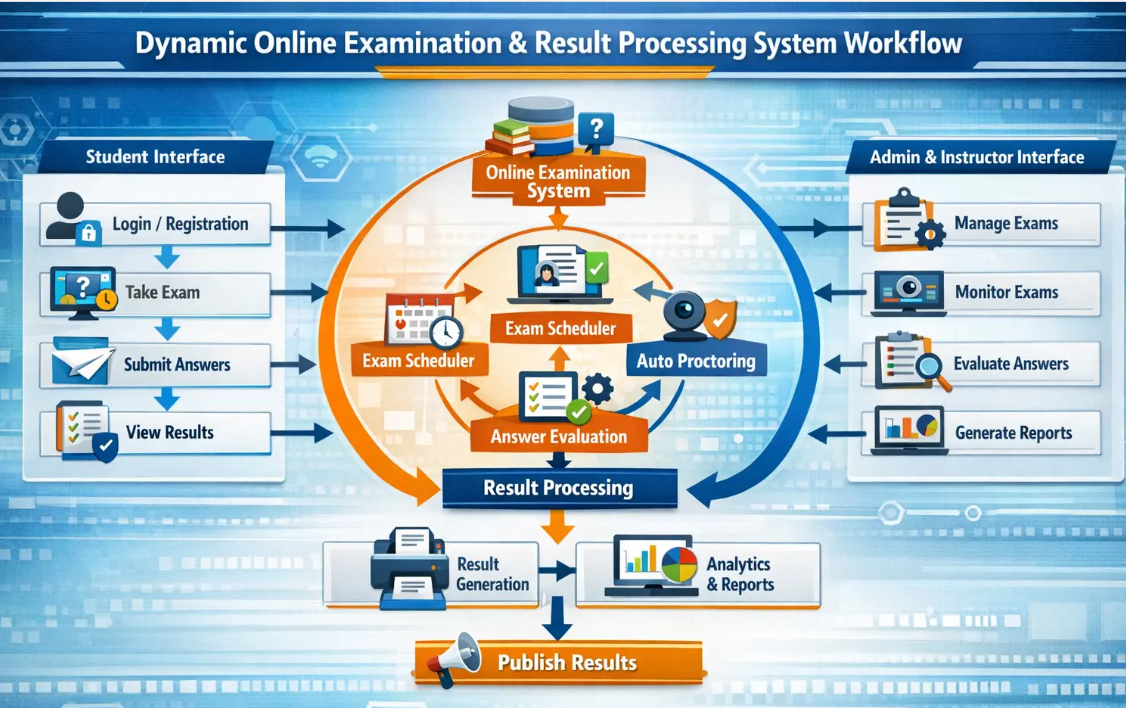 Dynamic Online Examination & Result Processing System Workflow
Student Interface
Login / Registration
?
Take Exam
Submit Answers
View Results
?
Online Examination
System
Exam Scheduler
Exam Scheduler
Auto Proctoring
Answer Evaluation
Result Processing
Result
Generation
Analytics
& Reports
Publish Results
Admin & Instructor Interface
Manage Exams
Monitor Exams
Evaluate Answers
Generate Reports